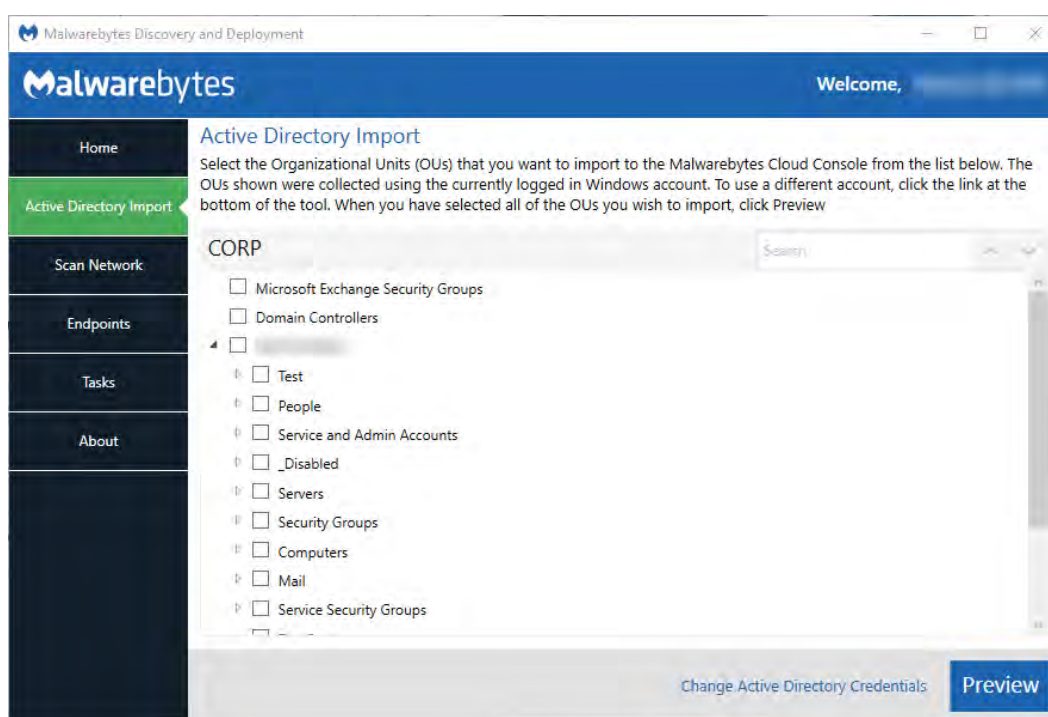 Malwarebytes Discovery and Deployment
Malwarebytes
Welcome,
Home
Active Directory Import
Scan Network
Endpoints
Tasks
About
Active Directory Import
Select the Organizational Units (OUs) that you want to import to the Malwarebytes Cloud Console from the list below. The
OUs shown were collected using the currently logged in Windows account. To use a different account, click the link at the
bottom of the tool. When you have selected all of the OUs you wish to import, click Preview
CORP
Search
Microsoft Exchange Security Groups
Domain Controllers
Test
People
Service and Admin Accounts
_Disabled
Servers
Security Groups
Computers
Mail
Service Security Groups
Change Active Directory Credentials
Preview